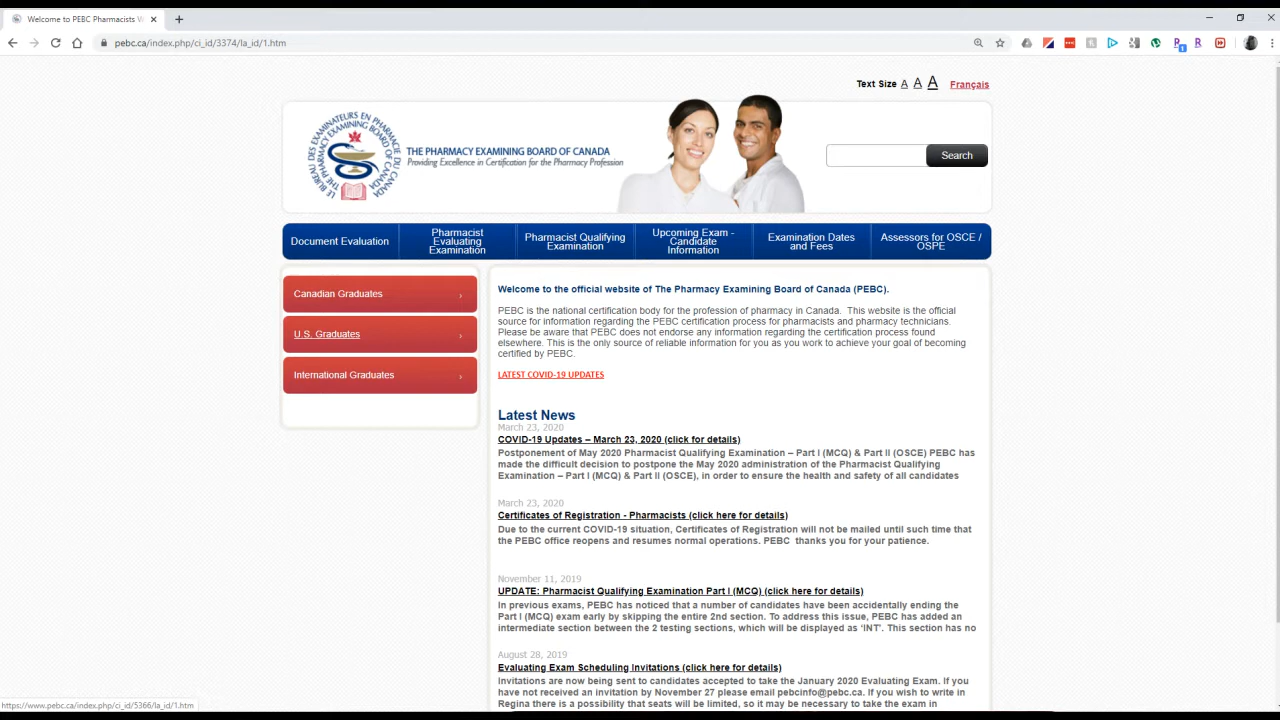 Welcome to PEBC Pharmacists W
pebc.ca/index.php/ci_id/3374/la_id/1.htm
Text Size A A A Français
LE BUREAU DES EXAMINATEURS EN PHARMACIE DU CANADA
THE PHARMACY EXAMINING BOARD OF CANADA
THE PHARMACY EXAMINING BOARD OF CANADA
Providing Excellence in Certification for the Pharmacy Profession
Search
Document Evaluation
Pharmacist
Evaluating
Examination
Pharmacist Qualifying
Examination
Upcoming Exam -
Candidate
Information
Examination Dates
and Fees
Assessors for OSCE /
OSPE
Canadian Graduates
U.S. Graduates
International Graduates
Welcome to the official website of The Pharmacy Examining Board of Canada (PEBC).
PEBC is the national certification body for the profession of pharmacy in Canada. This website is the official
source for information regarding the PEBC certification process for pharmacists and pharmacy technicians.
Please be aware that PEBC does not endorse any information regarding the certification process found
elsewhere. This is the only source of reliable information for you as you work to achieve your goal of becoming
certified by PEBC.
LATEST COVID-19 UPDATES
Latest News
March 23, 2020
COVID-19 Updates – March 23, 2020 (click for details)
Postponement of May 2020 Pharmacist Qualifying Examination – Part I (MCQ) & Part II (OSCE) PEBC has
made the difficult decision to postpone the May 2020 administration of the Pharmacist Qualifying
Examination – Part I (MCQ) & Part II (OSCE), in order to ensure the health and safety of all candidates
March 23, 2020
Certificates of Registration - Pharmacists (click here for details)
Due to the current COVID-19 situation, Certificates of Registration will not be mailed until such time that
the PEBC office reopens and resumes normal operations. PEBC thanks you for your patience.
November 11, 2019
UPDATE: Pharmacist Qualifying Examination Part I (MCQ) (click here for details)
In previous exams, PEBC has noticed that a number of candidates have been accidentally ending the
Part I (MCQ) exam early by skipping the entire 2nd section. To address this issue, PEBC has added an
intermediate section between the 2 testing sections, which will be displayed as ‘INT’. This section has no
August 28, 2019
Evaluating Exam Scheduling Invitations (click here for details)
Invitations are now being sent to candidates accepted to take the January 2020 Evaluating Exam. If you
have not received an invitation by November 27 please email pebcinfo@pebc.ca. If you wish to write in
Regina there is a possibility that seats will be limited, so it may be necessary to take the exam in
https://www.pebc.ca/index.php/ci_id/5366/la_id/1.htm